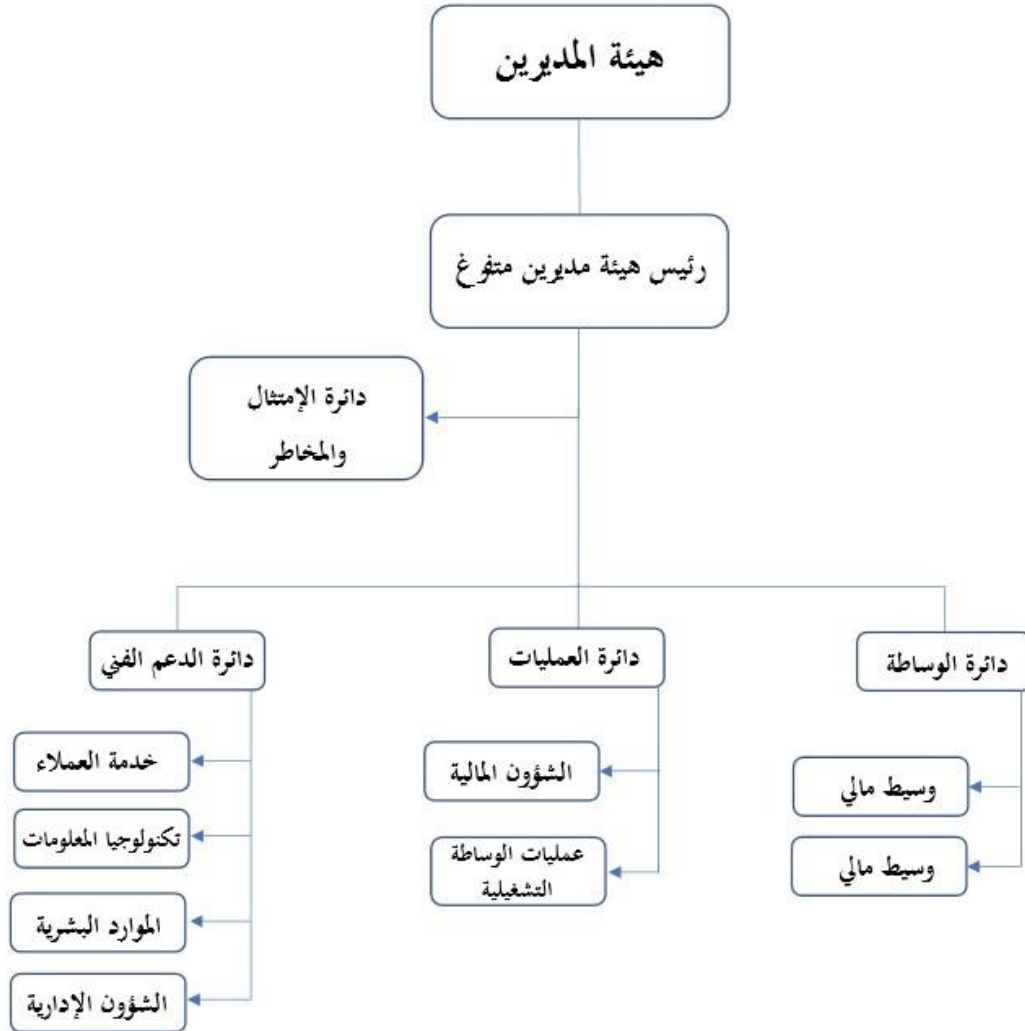 هيئة المديرين
رئيس هيئة مديرين متفرغ
دائرة الإمتثال
والمخاطر
دائرة الوساطة
وسيط مالي
وسيط مالي
دائرة العمليات
الشؤون المالية
عمليات الوساطة
التشغيلية
دائرة الدعم الفني
خدمة العملاء
تكنولوجيا المعلومات
الموارد البشرية
الشؤون الإدارية